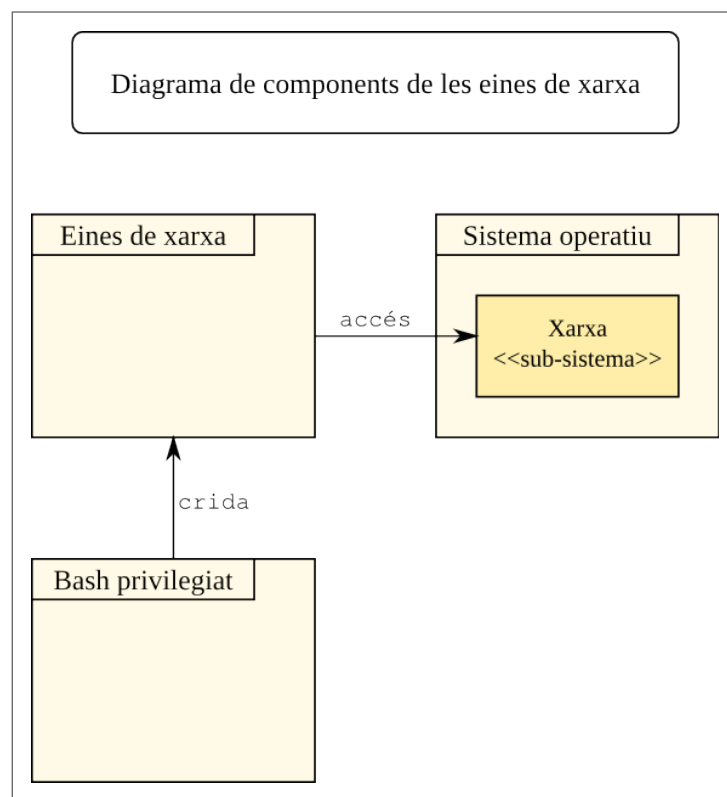 Diagrama de components de les eines de xarxa
Eines de xarxa
Sistema operatiu
accés
Xarxa
<<sub-sistema>>
crida
Bash privilegiat